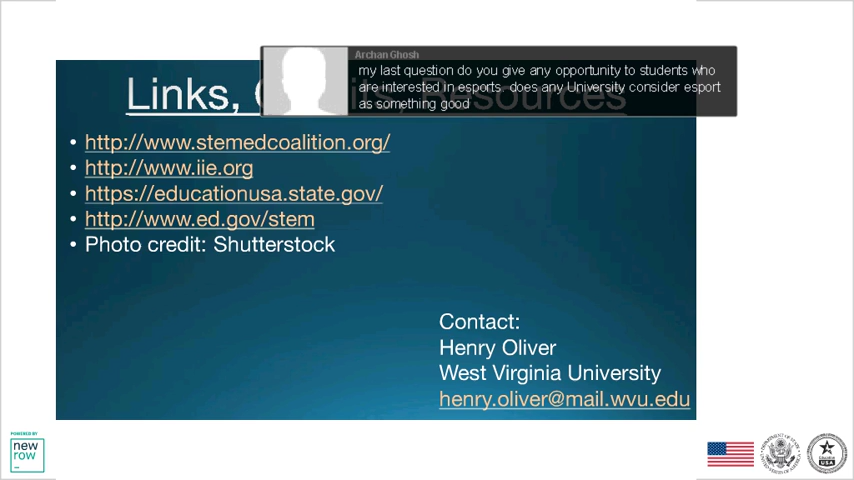 Archan Ghosh
my last question do you give any opportunity to students who
are interested in esports does any University consider esport
as something good
Links, Resources
• http://www.stemedcoalition.org/
• http://www.iie.org
• https://educationusa.state.gov/
• http://www.ed.gov/stem
• Photo credit: Shutterstock
Contact:
Henry Oliver
West Virginia University
henry.oliver@mail.wvu.edu
POWERED BY
new
row